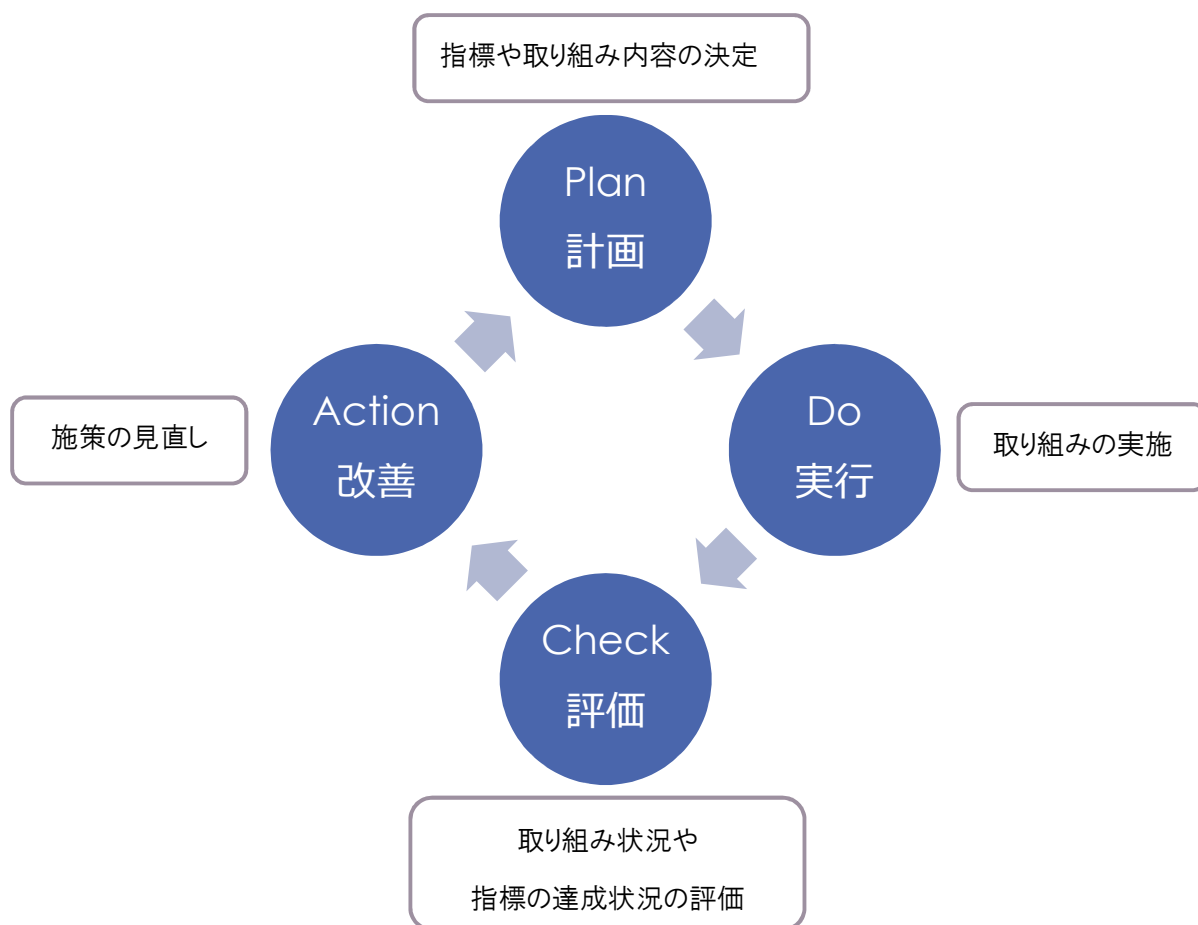 指標や取り組み内容の決定
Plan
計画
Do
実行
取り組みの実施
Check
評価
取り組み状況や
指標の達成状況の評価
Action
改善
施策の見直し